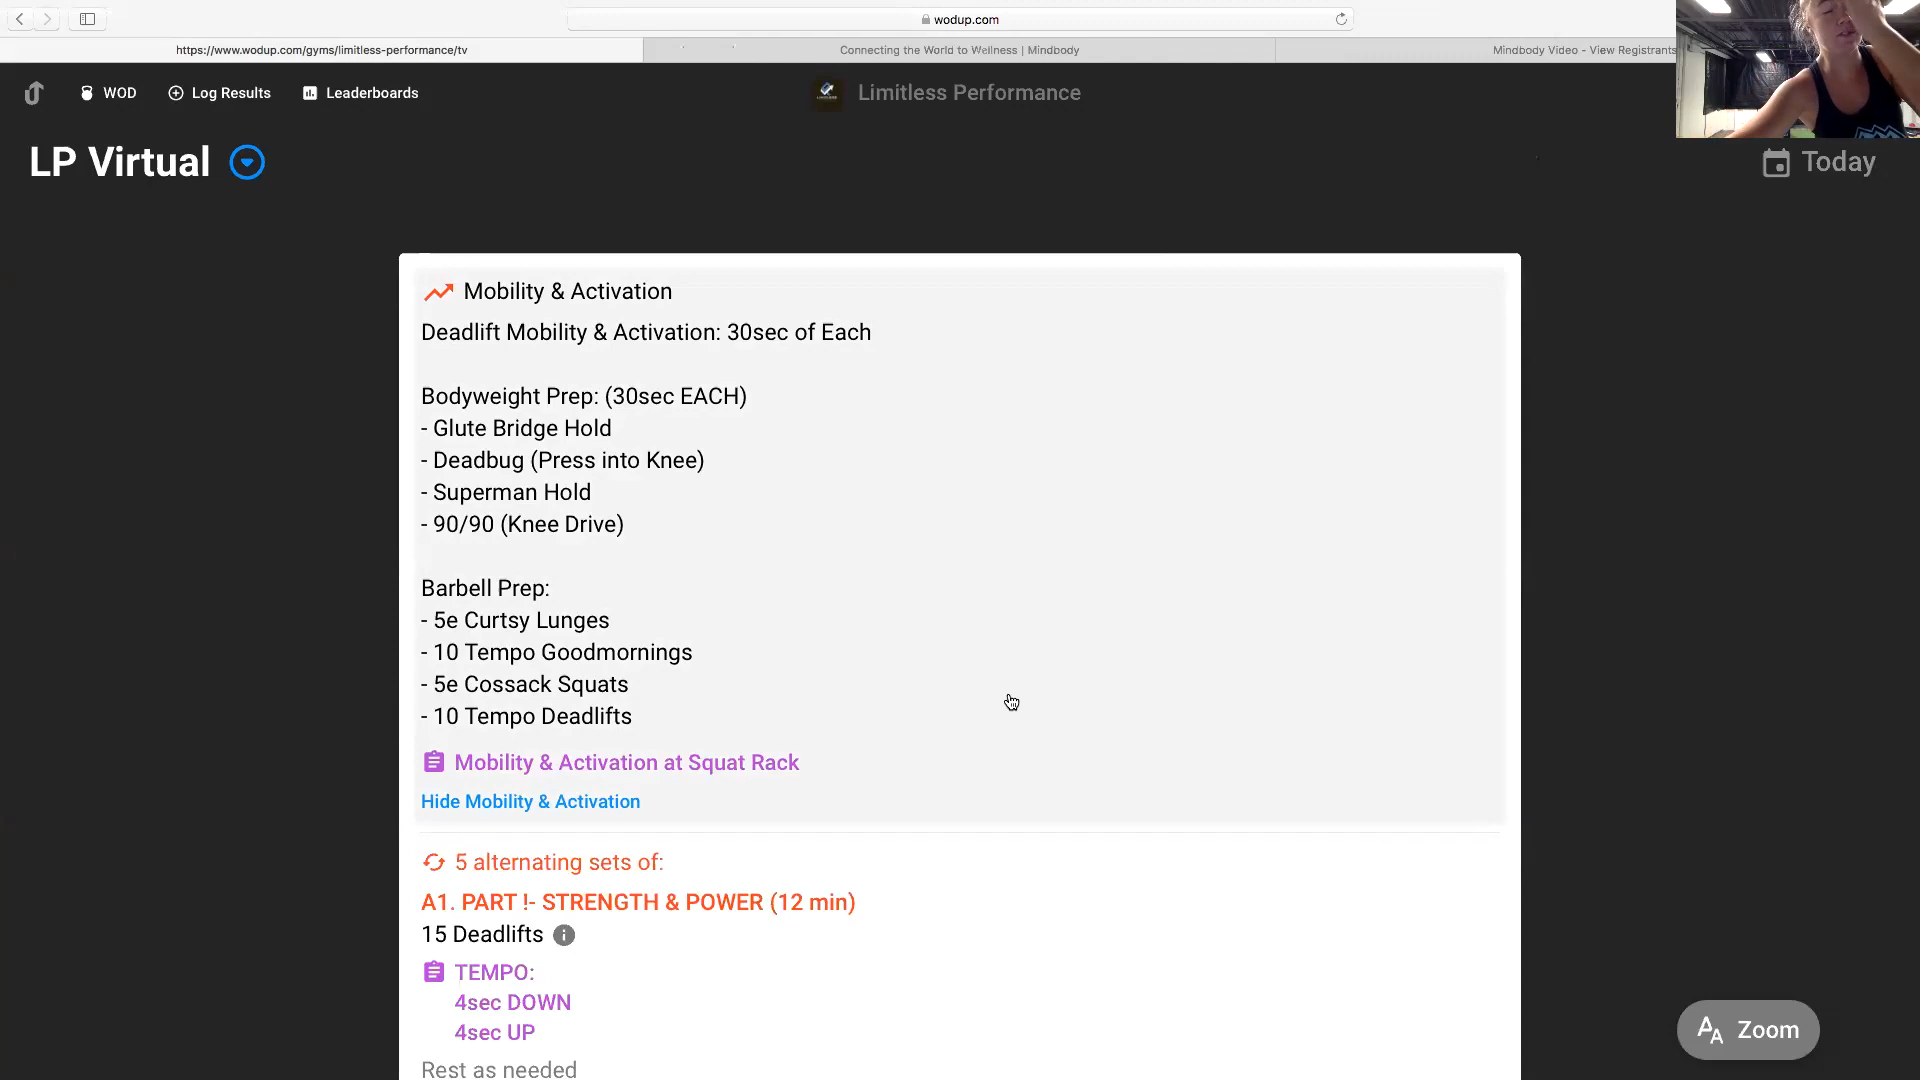 wodup.com
https://www.wodup.com/gyms/limitless-performance/tv
Connecting the World to Wellness | Mindbody
Mindbody Video - View Registrants
WOD
Log Results
Leaderboards
Limitless Performance
LP Virtual
Today
Mobility & Activation
Deadlift Mobility & Activation: 30sec of Each
Bodyweight Prep: (30sec EACH)
- Glute Bridge Hold
- Deadbug (Press into Knee)
- Superman Hold
- 90/90 (Knee Drive)
Barbell Prep:
- 5e Curtsy Lunges
- 10 Tempo Goodmornings
- 5e Cossack Squats
- 10 Tempo Deadlifts
Mobility & Activation at Squat Rack
Hide Mobility & Activation
5 alternating sets of:
A1. PART !- STRENGTH & POWER (12 min)
15 Deadlifts
TEMPO:
4sec DOWN
4sec UP
Rest as needed
Zoom